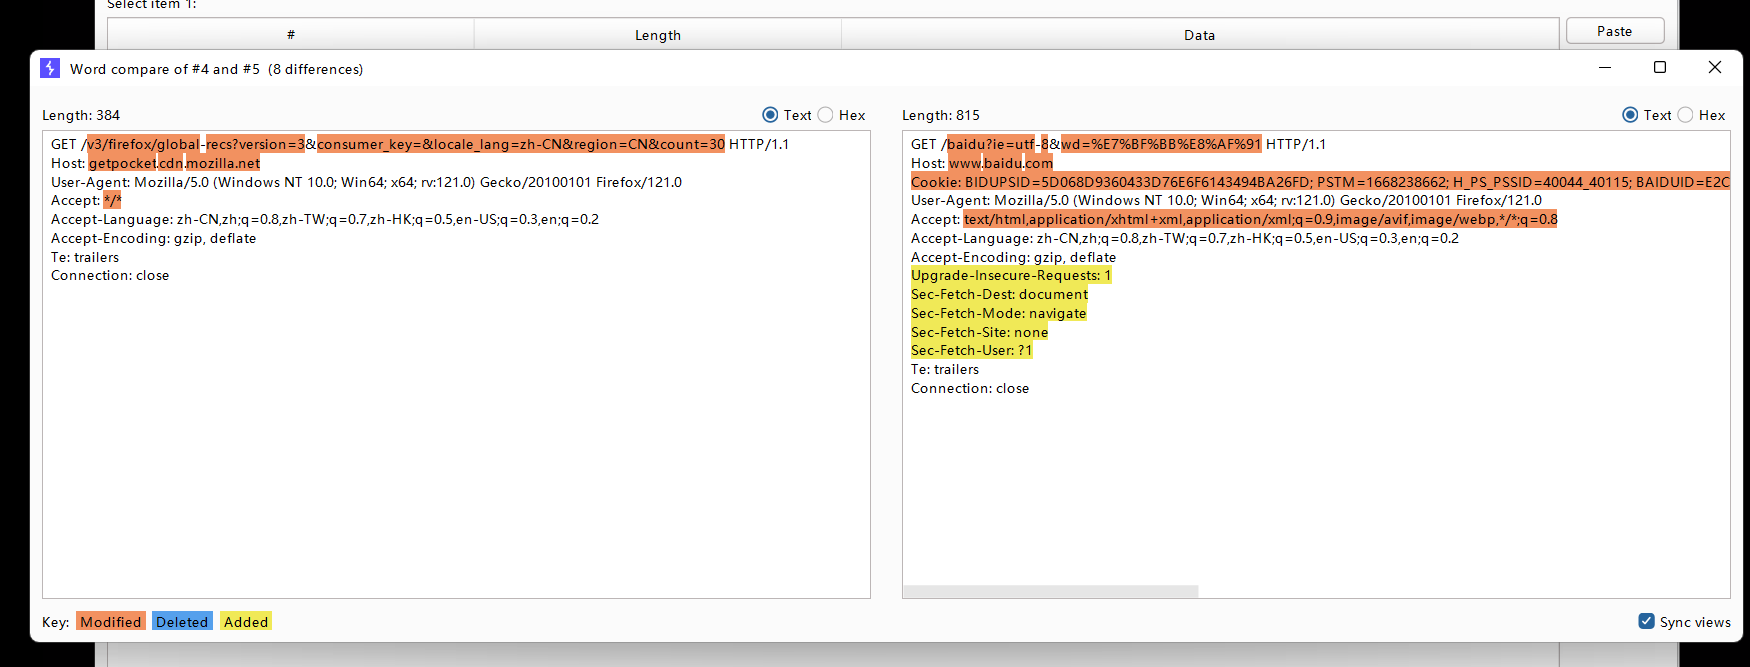 Select item 1:
# Length Data
Paste
Word compare of #4 and #5 (8 differences)
Length: 384
Text Hex
GET /v3/firefox/global-recs?version=3&consumer_key=&locale_lang=zh-CN&region=CN&count=30 HTTP/1.1
Host: getpocket.cdn.mozilla.net
User-Agent: Mozilla/5.0 (Windows NT 10.0; Win64; x64; rv:121.0) Gecko/20100101 Firefox/121.0
Accept: */*
Accept-Language: zh-CN,zh;q=0.8,zh-TW;q=0.7,zh-HK;q=0.5,en-US;q=0.3,en;q=0.2
Accept-Encoding: gzip, deflate
Te: trailers
Connection: close
Length: 815
Text Hex
GET /baidu?ie=utf-8&wd=%E7%BF%BB%E8%AF%91 HTTP/1.1
Host: www.baidu.com
Cookie: BIDUPSID=5D068D9360433D76E6F6143494BA26FD; PSTM=1668238662; H_PS_PSSID=40044_40115; BAIDUID=E2C
User-Agent: Mozilla/5.0 (Windows NT 10.0; Win64; x64; rv:121.0) Gecko/20100101 Firefox/121.0
Accept: text/html,application/xhtml+xml,application/xml;q=0.9,image/avif,image/webp,*/*;q=0.8
Accept-Language: zh-CN,zh;q=0.8,zh-TW;q=0.7,zh-HK;q=0.5,en-US;q=0.3,en;q=0.2
Accept-Encoding: gzip, deflate
Upgrade-Insecure-Requests: 1
Sec-Fetch-Dest: document
Sec-Fetch-Mode: navigate
Sec-Fetch-Site: none
Sec-Fetch-User: ?1
Te: trailers
Connection: close
Key: Modified Deleted Added
Sync views